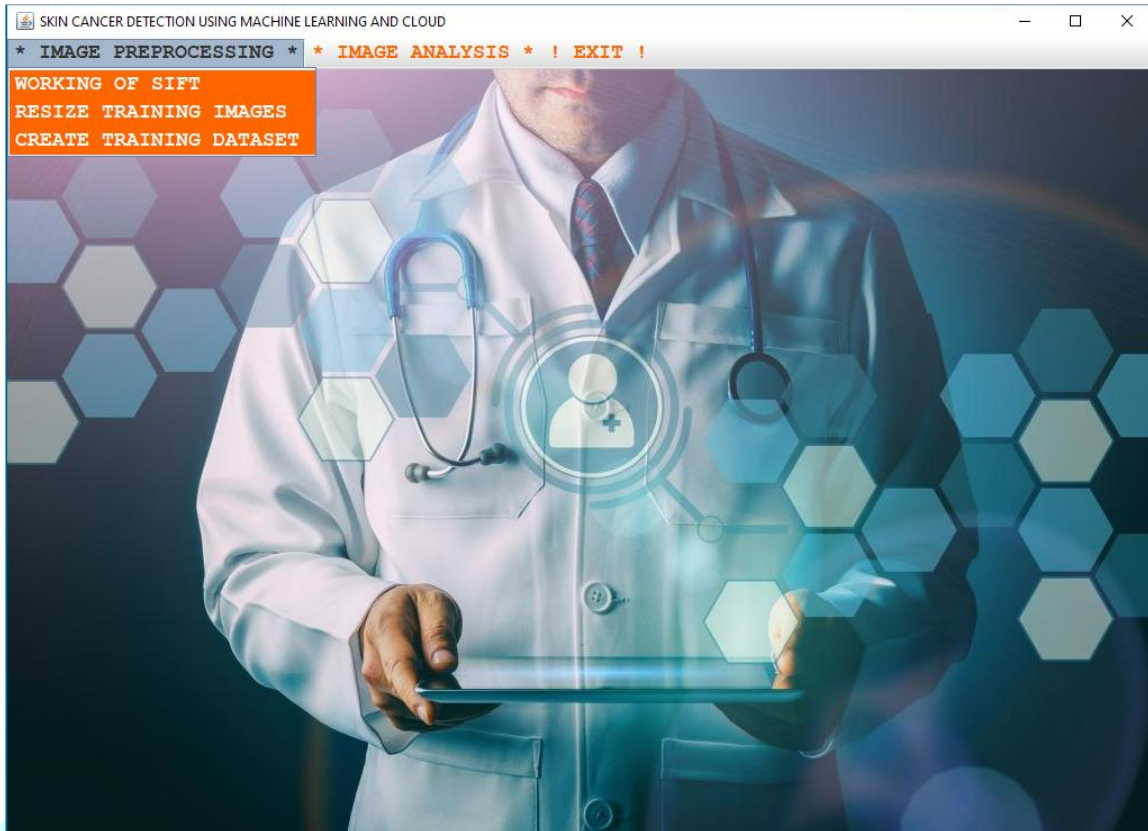 SKIN CANCER DETECTION USING MACHINE LEARNING AND CLOUD
* IMAGE PREPROCESSING * * IMAGE ANALYSIS * ! EXIT !
WORKING OF SIFT
RESIZE TRAINING IMAGES
CREATE TRAINING DATASET